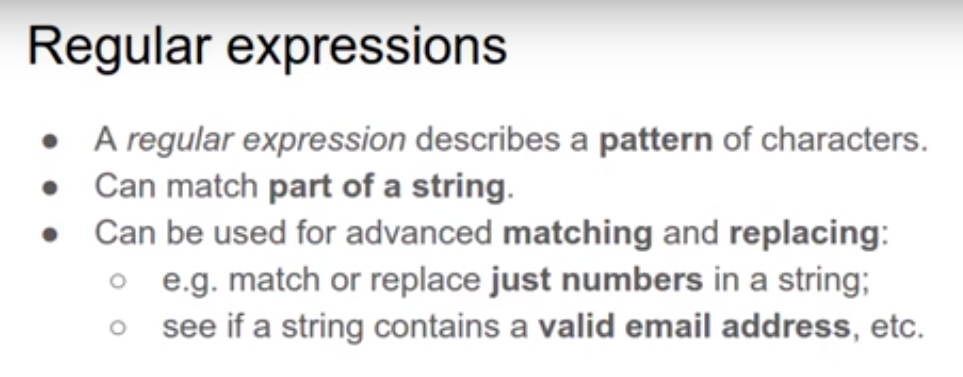 Regular expressions
● A regular expression describes a pattern of characters.
● Can match part of a string.
● Can be used for advanced matching and replacing:
○ e.g. match or replace just numbers in a string;
○ see if a string contains a valid email address, etc.